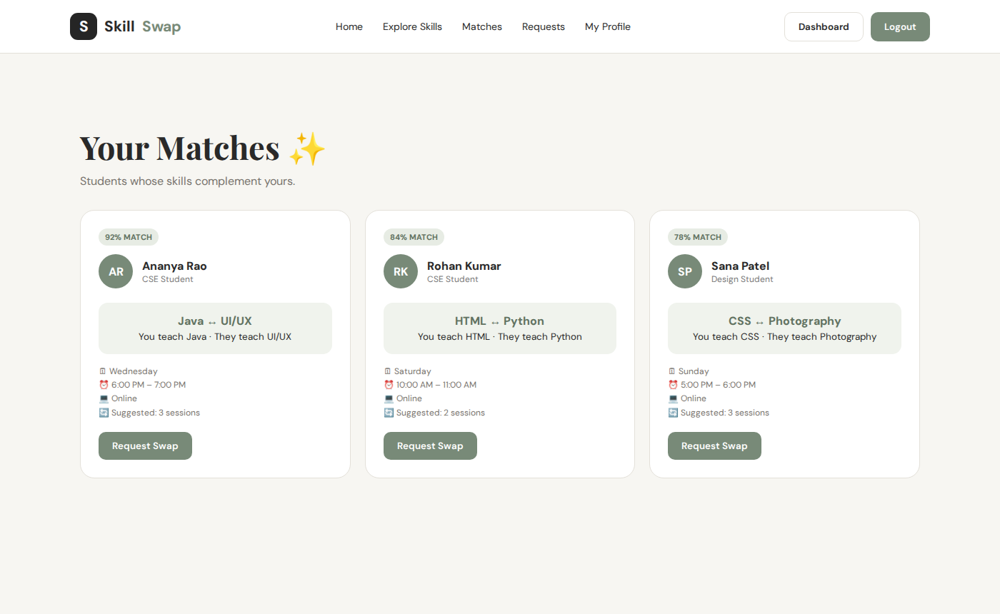 S Skill Swap
Home Explore Skills Matches Requests My Profile
Dashboard Logout
Your Matches ✨
Students whose skills complement yours.
92% MATCH
AR
Ananya Rao
CSE Student
Java ↔ UI/UX
You teach Java · They teach UI/UX
🗓 Wednesday
⏰ 6:00 PM – 7:00 PM
💻 Online
🔄 Suggested: 3 sessions
Request Swap
84% MATCH
RK
Rohan Kumar
CSE Student
HTML ↔ Python
You teach HTML · They teach Python
🗓 Saturday
⏰ 10:00 AM – 11:00 AM
💻 Online
🔄 Suggested: 2 sessions
Request Swap
78% MATCH
SP
Sana Patel
Design Student
CSS ↔ Photography
You teach CSS · They teach Photography
🗓 Sunday
⏰ 5:00 PM – 6:00 PM
💻 Online
🔄 Suggested: 3 sessions
Request Swap